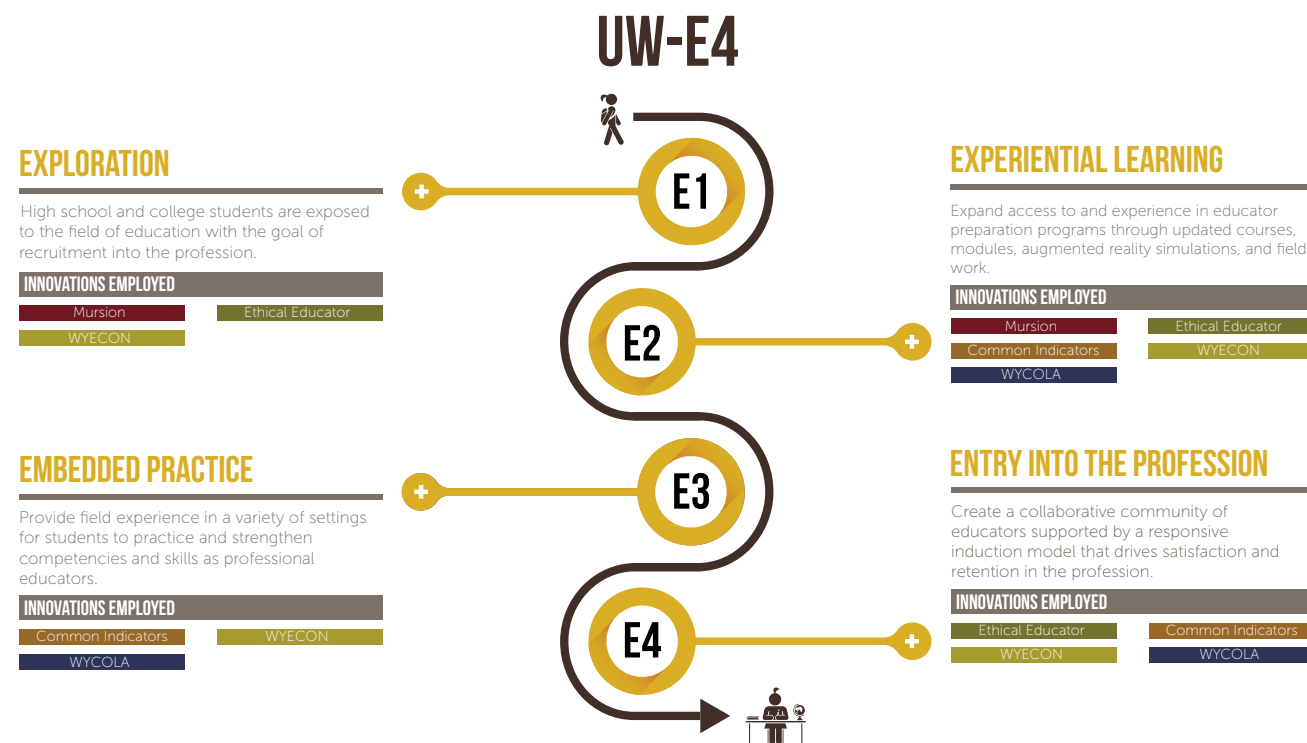 UW-E4
EXPLORATION
High school and college students are exposed
to the field of education with the goal of
recruitment into the profession.
INNOVATIONS EMPLOYED
Mursion
Ethical Educator
WYECON
E1
EXPERIENTIAL LEARNING
Expand access to and experience in educator
preparation programs through updated courses,
modules, augmented reality simulations, and field
work.
INNOVATIONS EMPLOYED
Mursion
Ethical Educator
Common Indicators
WYECON
WYCOLA
E2
EMBEDDED PRACTICE
Provide field experience in a variety of settings
for students to practice and strengthen
competencies and skills as professional
educators.
INNOVATIONS EMPLOYED
Common Indicators
WYECON
WYCOLA
E3
ENTRY INTO THE PROFESSION
Create a collaborative community of
educators supported by a responsive
induction model that drives satisfaction and
retention in the profession.
INNOVATIONS EMPLOYED
Ethical Educator
Common Indicators
WYECON
WYCOLA
E4